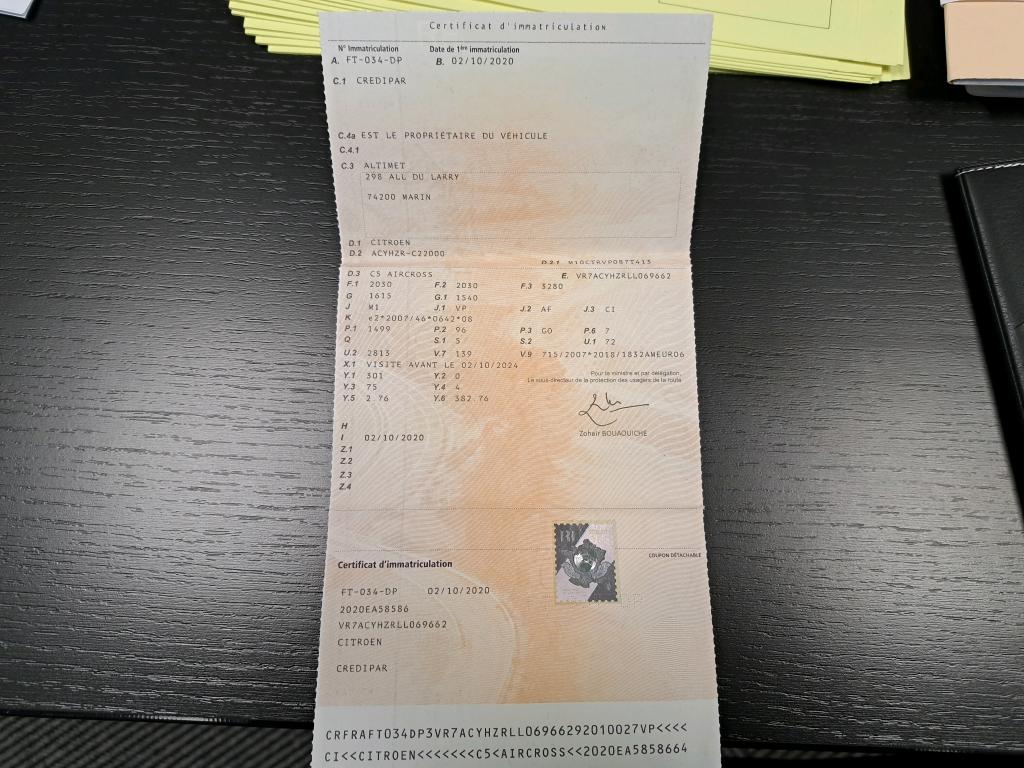 Certificat d'immatriculation
N° Immatriculation Date de 1ère immatriculation
A. FT-034-DP B. 02/10/2020
C.1 CREDIPAR
C.4a EST LE PROPRIÉTAIRE DU VÉHICULE
C.4.1
C.3 ALTIMET
298 ALL DU LARRY
74200 MARIN
D.1 CITROEN
D.2 ACYHZR-C22000
D.2.1 M10CTRVP087T413
D.3 C5 AIRCROSS E. VR7ACYHZRLL069662
F.1 2030 F.2 2030 F.3 3280
G 1615 G.1 1540
J M1 J.1 VP J.2 AF J.3 CI
K e2*2007/46*0642*08
P.1 1499 P.2 96 P.3 GO P.6 7
Q S.1 5 S.2 U.1 72
U.2 2813 V.7 139 V.9 715/2007*2018/1832AMEURO6
X.1 VISITE AVANT LE 02/10/2024
Y.1 301 Y.2 0
Pour le ministre et par délégation,
Le sous-directeur de la protection des usagers de la route
Y.3 75 Y.4 4
Y.5 2.76 Y.6 382.76
Zohair BOUAOUICHE
H
I 02/10/2020
Z.1
Z.2
Z.3
Z.4
COUPON DÉTACHABLE
Certificat d'immatriculation
FT-034-DP 02/10/2020
2020EA58586
VR7ACYHZRLL069662
CITROEN
CREDIPAR
CRFRAFT034DP3VR7ACYHZRLL06966292010027VP<<<<
CI<<CITROEN<<<<<<<C5<AIRCROSS<<2020EA5858664